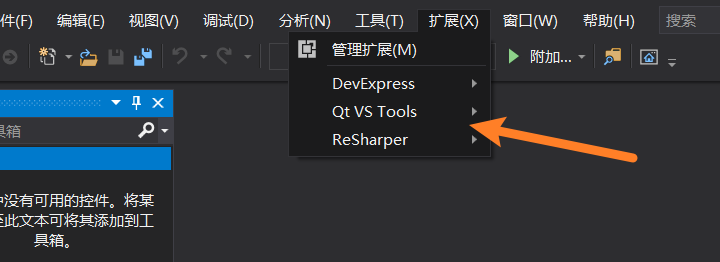 件(F) 编辑(E) 视图(V) 调试(D) 分析(N) 工具(T) 扩展(X) 窗口(W) 帮助(H) 搜索
管理扩展(M)
附加...
DevExpress
Qt VS Tools
具箱
ReSharper
中没有可用的控件。将某
至此文本可将其添加到工
具箱。